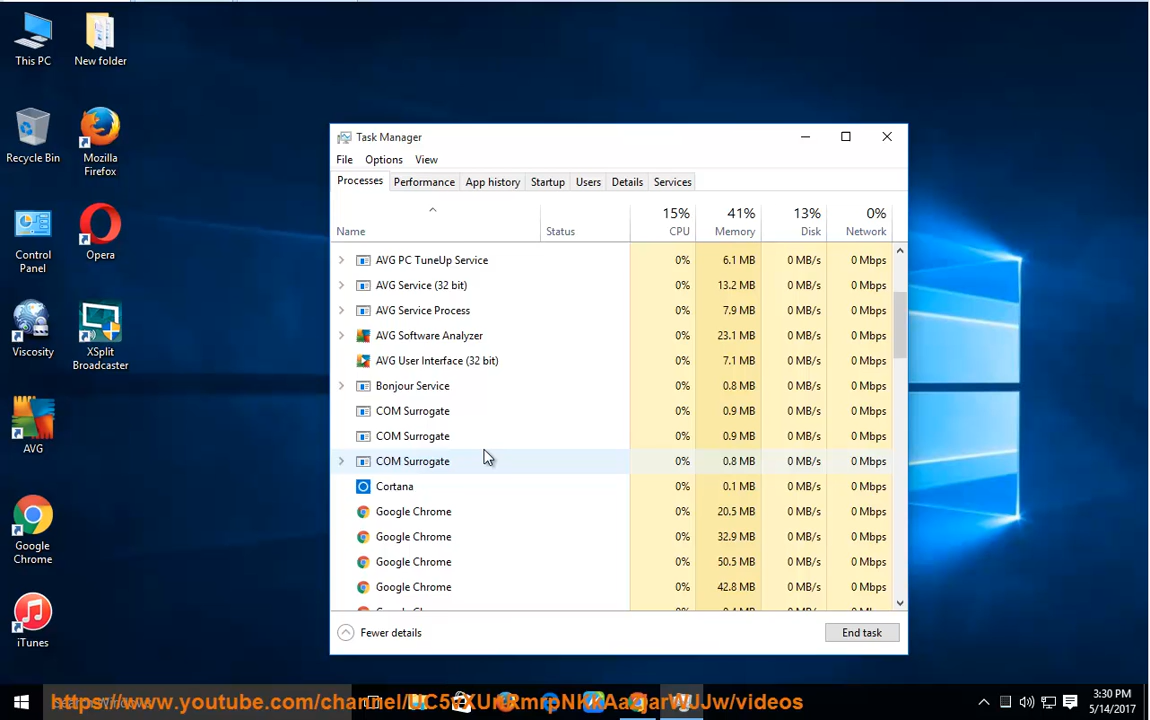 This PC
New folder
Recycle Bin
Mozilla
Firefox
Control
Panel
Opera
Viscosity
XSplit
Broadcaster
AVG
Google
Chrome
iTunes
Task Manager
File Options View
Processes Performance App history Startup Users Details Services
15% 41% 13% 0%
Name Status CPU Memory Disk Network
AVG PC TuneUp Service 0% 6.1 MB 0 MB/s 0 Mbps
AVG Service (32 bit) 0% 13.2 MB 0 MB/s 0 Mbps
AVG Service Process 0% 7.9 MB 0 MB/s 0 Mbps
AVG Software Analyzer 0% 23.1 MB 0 MB/s 0 Mbps
AVG User Interface (32 bit) 0% 7.1 MB 0 MB/s 0 Mbps
Bonjour Service 0% 0.8 MB 0 MB/s 0 Mbps
COM Surrogate 0% 0.9 MB 0 MB/s 0 Mbps
COM Surrogate 0% 0.9 MB 0 MB/s 0 Mbps
COM Surrogate 0% 0.8 MB 0 MB/s 0 Mbps
Cortana 0% 0.1 MB 0 MB/s 0 Mbps
Google Chrome 0% 20.5 MB 0 MB/s 0 Mbps
Google Chrome 0% 32.9 MB 0 MB/s 0 Mbps
Google Chrome 0% 50.5 MB 0 MB/s 0 Mbps
Google Chrome 0% 42.8 MB 0 MB/s 0 Mbps
Fewer details End task
3:30 PM
5/14/2017